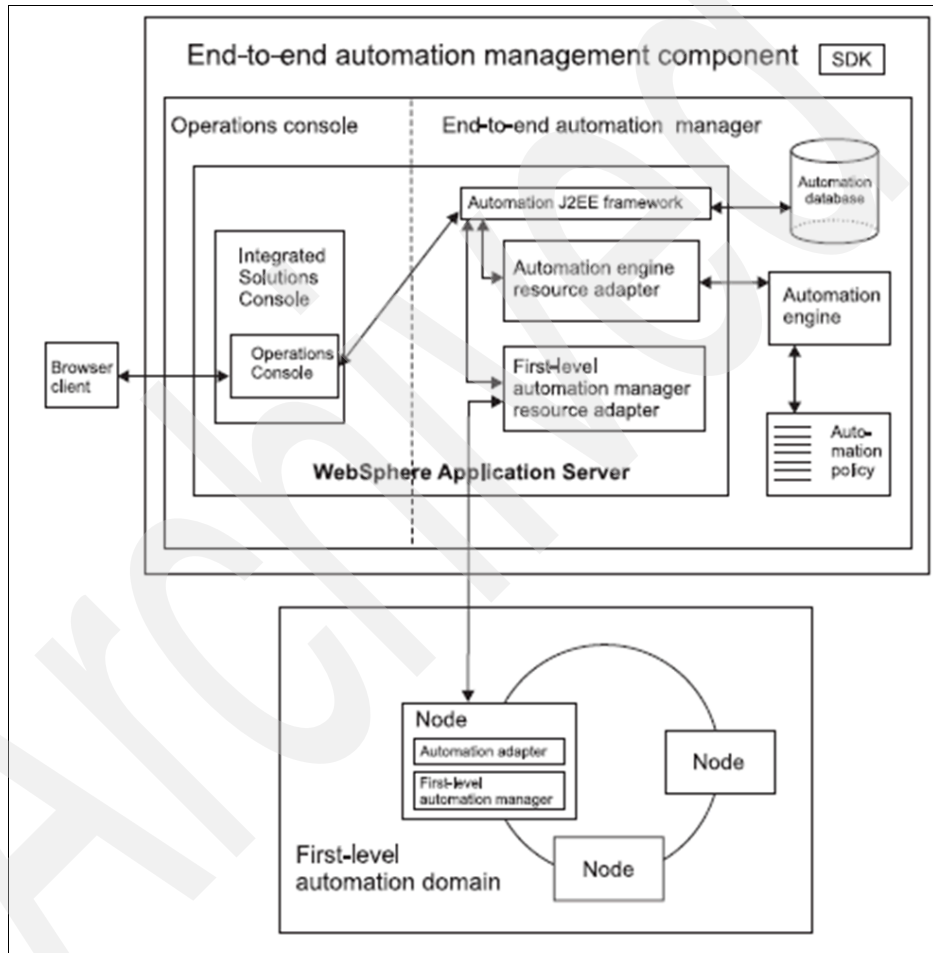 End-to-end automation management component
SDK
Operations console
End-to-end automation manager
Automation J2EE framework
Automation
database
Integrated
Solutions
Console
Automation engine
resource adapter
Automation
engine
Operations
Console
Browser
client
First-level
automation manager
resource adapter
Auto-
mation
policy
WebSphere Application Server
Node
Automation adapter
First-level
automation manager
Node
Node
First-level
automation domain
Archived